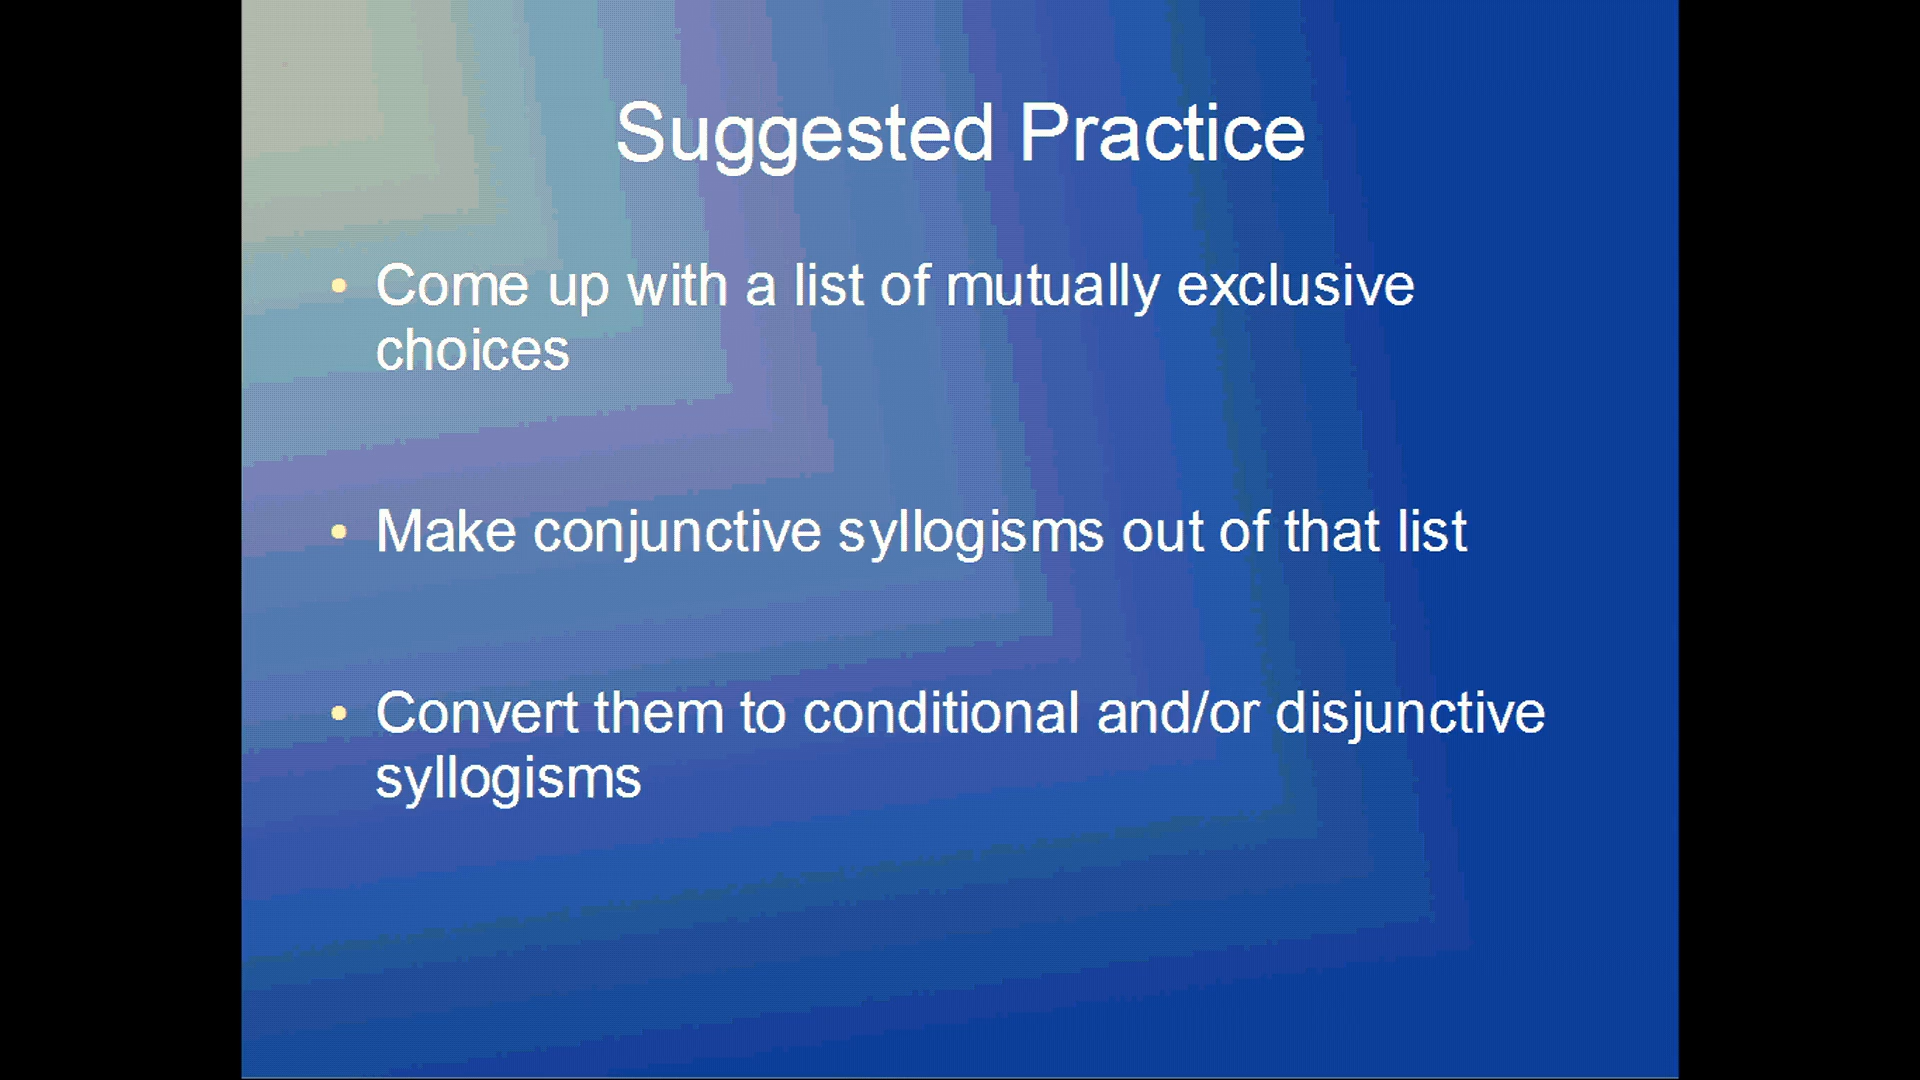 Suggested Practice
• Come up with a list of mutually exclusive
choices
• Make conjunctive syllogisms out of that list
• Convert them to conditional and/or disjunctive
syllogisms